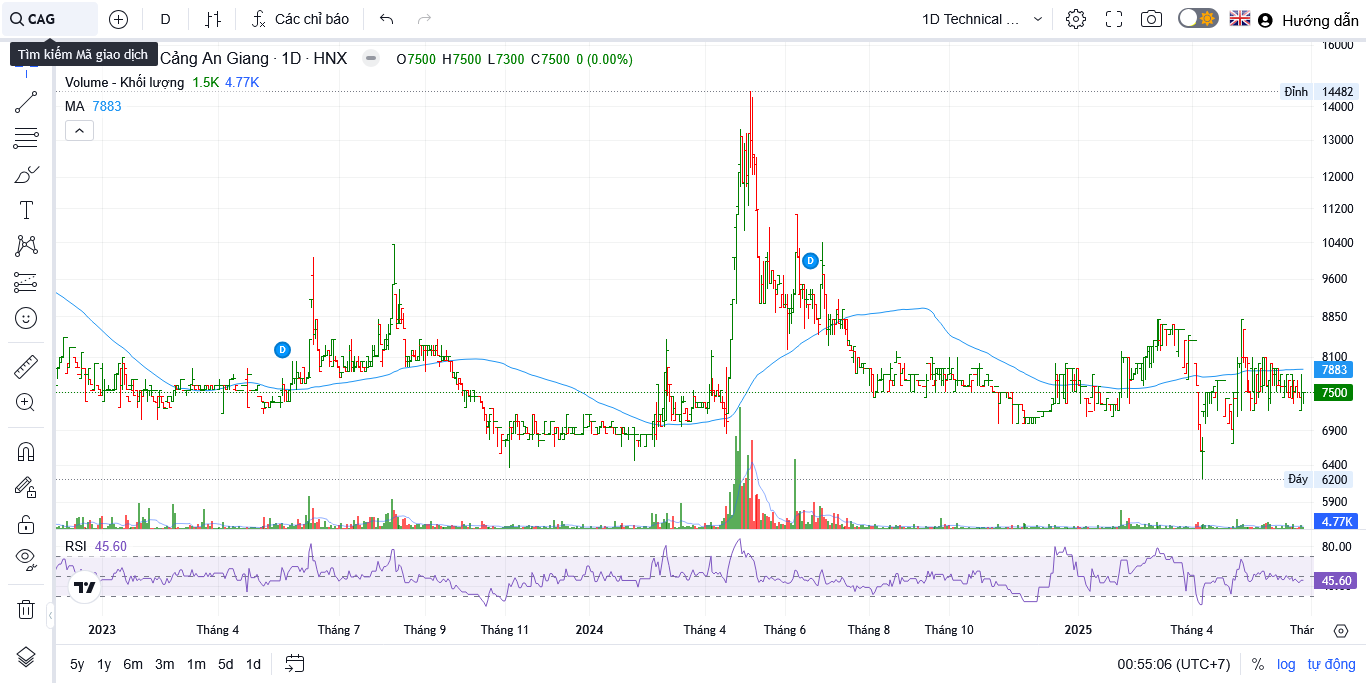 CAG
D
Các chỉ báo
1D Technical ...
Hướng dẫn
Tìm kiếm Mã giao dịch
Cảng An Giang · 1D · HNX
O7500 H7500 L7300 C7500 0 (0.00%)
Volume - Khối lượng 1.5K 4.77K
MA 7883
16000
Đỉnh 14482
14000
13000
12000
11200
10400
9600
8850
8100
7883
7500
6900
6400
Đáy 6200
5900
4.77K
D
D
RSI 45.60
80.00
45.60
2023 Tháng 4 Tháng 7 Tháng 9 Tháng 11 2024 Tháng 4 Tháng 6 Tháng 8 Tháng 10 2025 Tháng 4 Thár
5y 1y 6m 3m 1m 5d 1d
00:55:06 (UTC+7) % log tự động